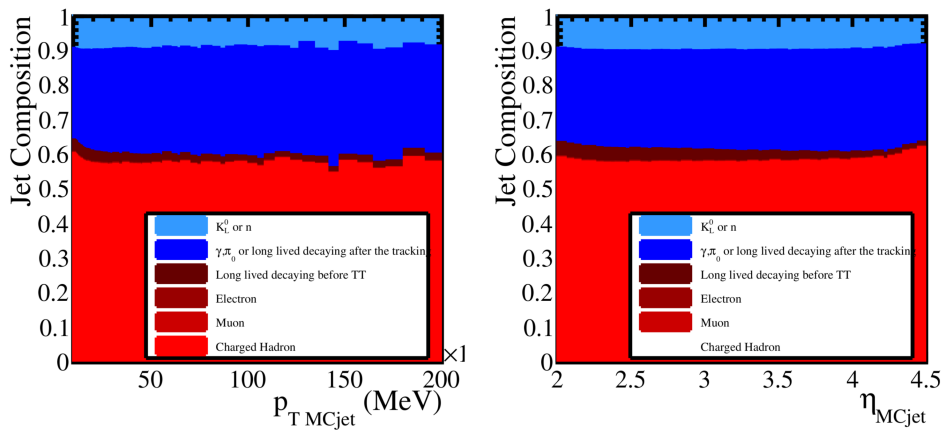 Jet Composition
1
0.9
0.8
0.7
0.6
0.5
0.4
0.3
0.2
0.1
0
K⁰_L or n
γ,π₀ or long lived decaying after the tracking
Long lived decaying before TT
Electron
Muon
Charged Hadron
50 100 150 200
×1
p_T MCjet (MeV)
Jet Composition
1
0.9
0.8
0.7
0.6
0.5
0.4
0.3
0.2
0.1
0
K⁰_L or n
γ,π₀ or long lived decaying after the tracking
Long lived decaying before TT
Electron
Muon
Charged Hadron
2 2.5 3 3.5 4 4.5
η_MCjet